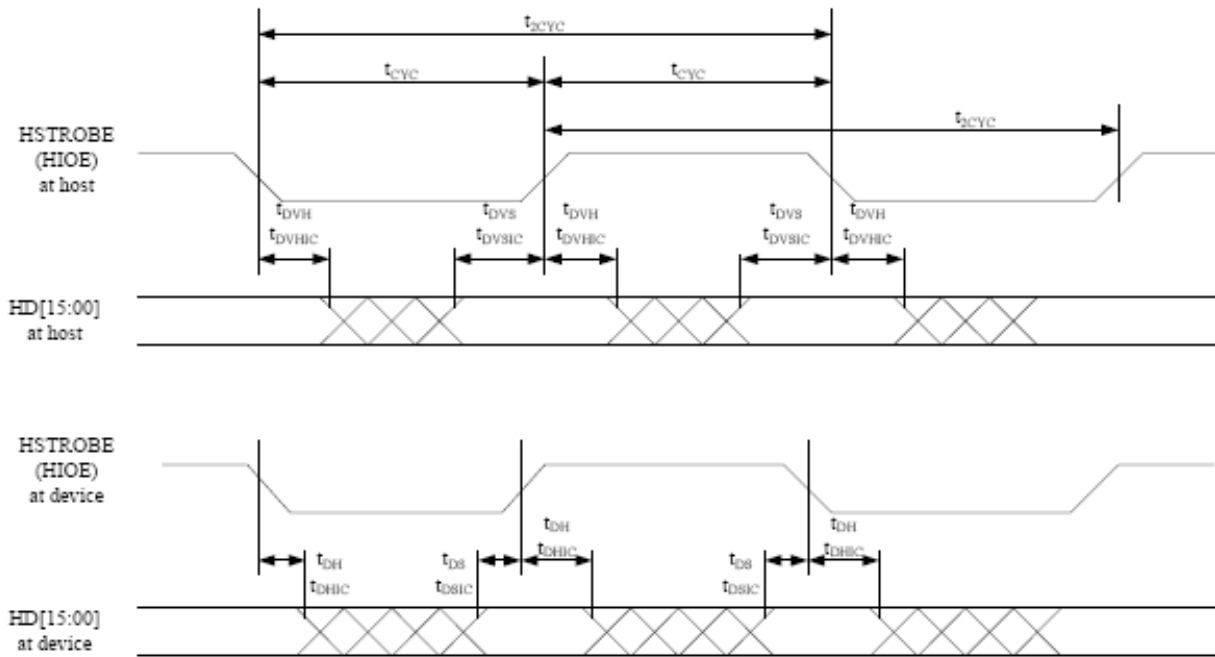 t2CYC
tCYC tCYC
t2CYC
HSTROBE
(HIOE)
at host
tDVH tDVS tDVH tDVS tDVH
tDVHIC tDVSIC tDVHIC tDVSIC tDVHIC
HD[15:00]
at host
HSTROBE
(HIOE)
at device
tDH tDH
tDH tDS tDHIC tDS tDHIC
tDHIC tDSIC tDSIC
HD[15:00]
at device